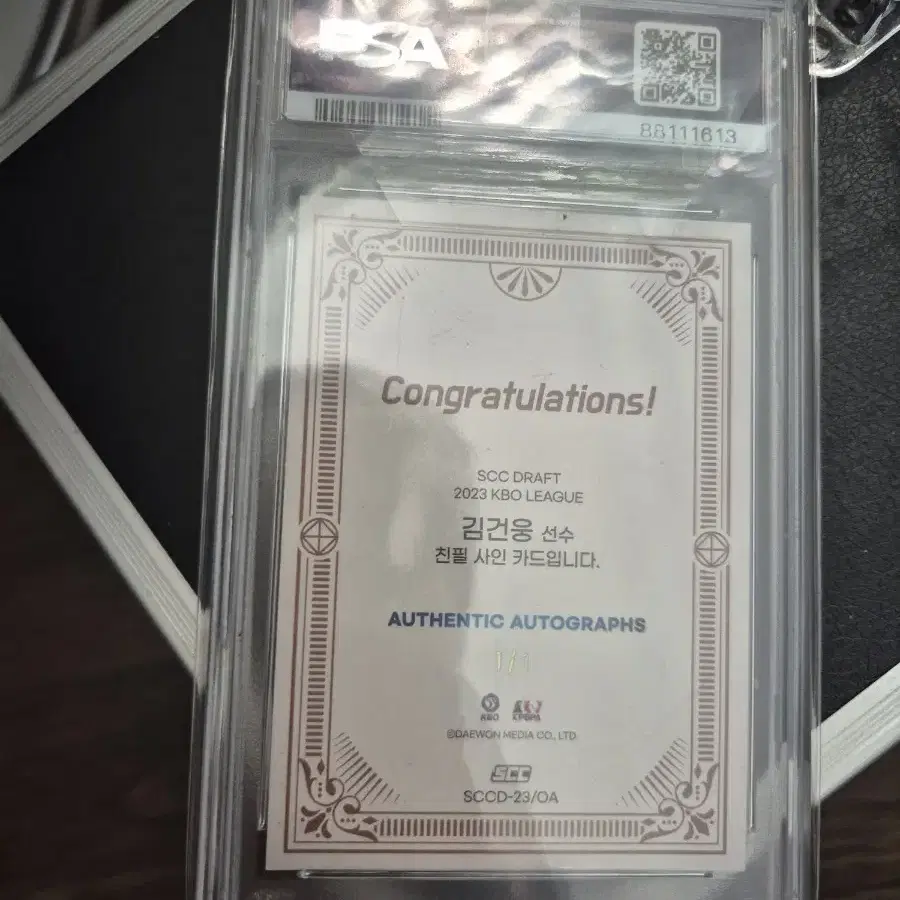 PSA
88111613
Congratulations!
SCC DRAFT
2023 KBO LEAGUE
김건웅 선수
친필 사인 카드입니다.
AUTHENTIC AUTOGRAPHS
1/1
KBO KPBPA
©DAEWON MEDIA CO., LTD
SCC
SCCD-23/OA